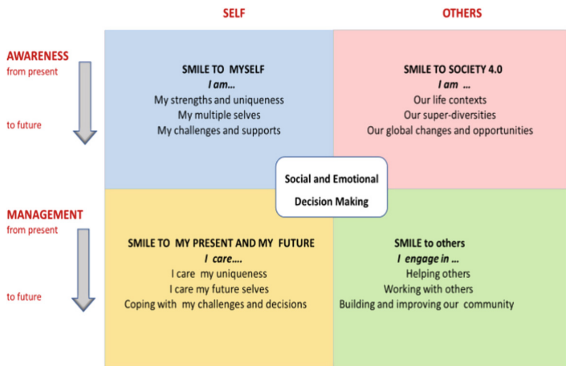 SELF
OTHERS
AWARENESS
from present
to future
SMILE TO MYSELF
I am…
My strengths and uniqueness
My multiple selves
My challenges and supports
SMILE TO SOCIETY 4.0
I am …
Our life contexts
Our super-diversities
Our global changes and opportunities
Social and Emotional
Decision Making
MANAGEMENT
from present
to future
SMILE TO MY PRESENT AND MY FUTURE
I care….
I care my uniqueness
I care my future selves
Coping with my challenges and decisions
SMILE to others
I engage in …
Helping others
Working with others
Building and improving our community